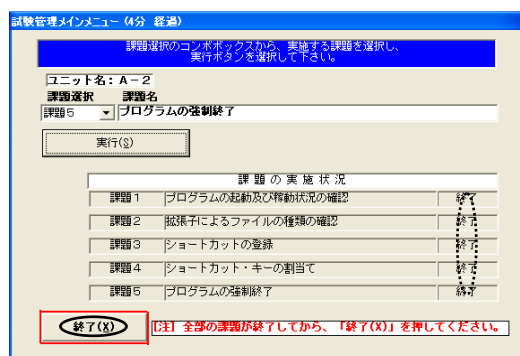 試験管理メインメニュー (4分 経過)
課題選択のコンボボックスから、実施する課題を選択し、
実行ボタンを選択して下さい。
ユニット名: A-2
課題選択 課題名
課題5 プログラムの強制終了
実行(S)
課題の実施状況
課題1 プログラムの起動及び稼動状況の確認 終了
課題2 拡張子によるファイルの種類の確認 終了
課題3 ショートカットの登録 終了
課題4 ショートカット・キーの割当て 終了
課題5 プログラムの強制終了 終了
終了(X) [注] 全部の課題が終了してから、「終了(X)」を押してください。